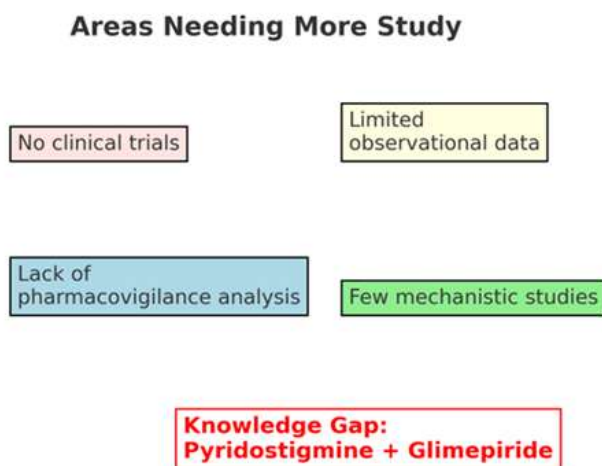 Areas Needing More Study
No clinical trials
Limited
observational data
Lack of
pharmacovigilance analysis
Few mechanistic studies
Knowledge Gap:
Pyridostigmine + Glimepiride